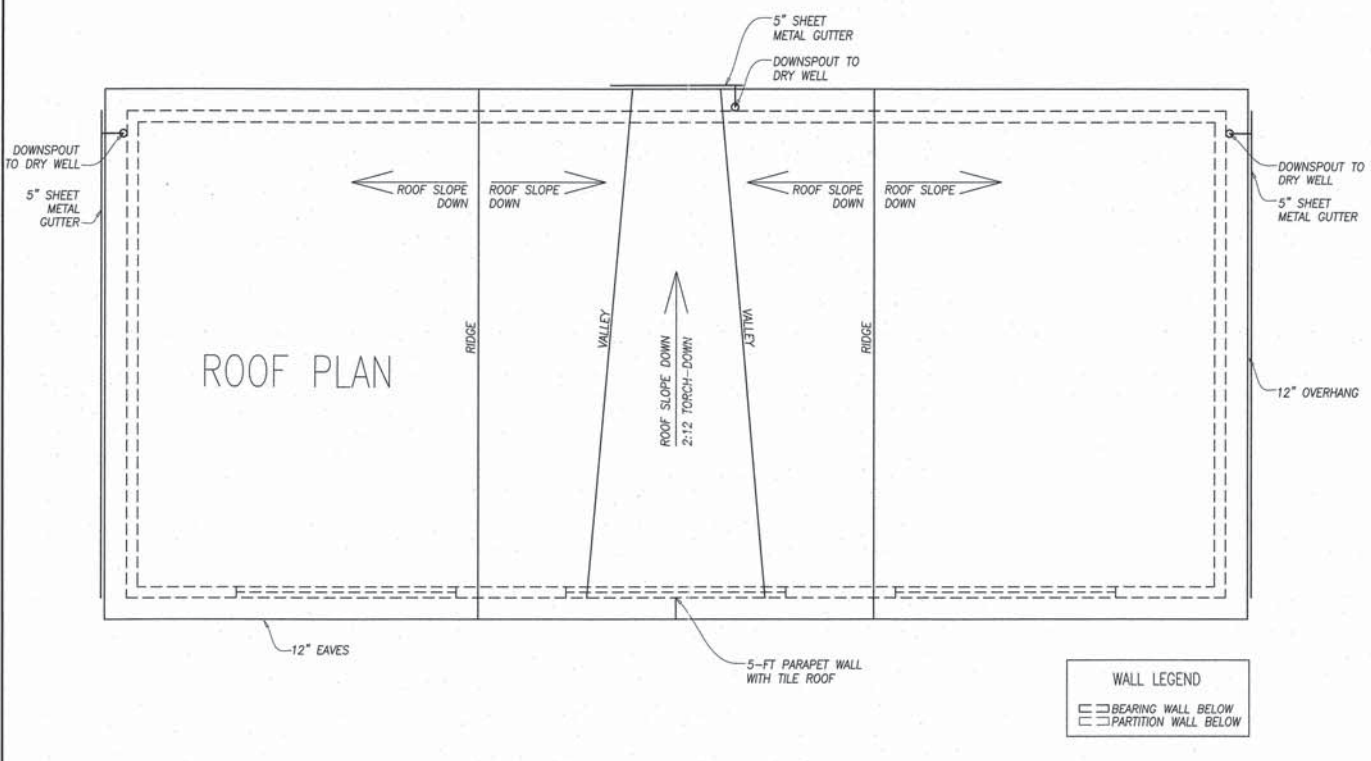 5" SHEET
METAL GUTTER
DOWNSPOUT TO
DRY WELL
DOWNSPOUT
TO DRY WELL
5" SHEET
METAL
GUTTER
ROOF SLOPE
DOWN
ROOF SLOPE
DOWN
ROOF SLOPE
DOWN
ROOF SLOPE
DOWN
DOWNSPOUT TO
DRY WELL
5" SHEET
METAL GUTTER
ROOF PLAN
RIDGE
VALLEY
ROOF SLOPE DOWN
2:12 TORCH-DOWN
VALLEY
RIDGE
12" OVERHANG
12" EAVES
5-FT PARAPET WALL
WITH TILE ROOF
WALL LEGEND
BEARING WALL BELOW
PARTITION WALL BELOW